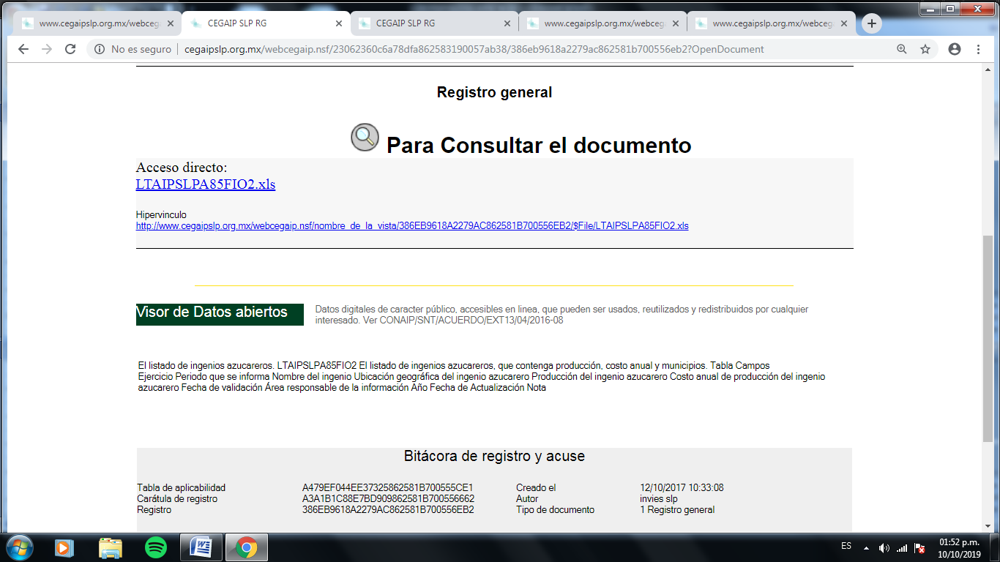 www.cegaipslp.org.mx/webceg
CEGAIP SLP RG
CEGAIP SLP RG
www.cegaipslp.org.mx/webceg
www.cegaipslp.org.mx/webceg
No es seguro
cegaipslp.org.mx/webcegaip.nsf/23062360c6a78dfa862583190057ab38/386eb9618a2279ac862581b700556eb2?OpenDocument
Registro general
Para Consultar el documento
Acceso directo:
LTAIPSLPA85FIO2.xls
Hipervinculo
http://www.cegaipslp.org.mx/webcegaip.nsf/nombre_de_la_vista/386EB9618A2279AC862581B700556EB2/$File/LTAIPSLPA85FIO2.xls
Visor de Datos abiertos
Datos digitales de caracter público, accesibles en linea, que pueden ser usados, reutilizados y redistribuidos por cualquier
interesado. Ver CONAIP/SNT/ACUERDO/EXT13/04/2016-08
El listado de ingenios azucareros. LTAIPSLPA85FIO2 El listado de ingenios azucareros, que contenga producción, costo anual y municipios. Tabla Campos
Ejercicio Periodo que se informa Nombre del ingenio Ubicación geográfica del ingenio azucarero Producción del ingenio azucarero Costo anual de producción del ingenio
azucarero Fecha de validación Área responsable de la información Año Fecha de Actualización Nota
Bitácora de registro y acuse
Tabla de aplicabilidad A479EF044EE37325862581B700555CE1 Creado el 12/10/2017 10:33:08
Carátula de registro A3A1B1C88E7BD909862581B700556662 Autor invies slp
Registro 386EB9618A2279AC862581B700556EB2 Tipo de documento 1 Registro general
ES
01:52 p.m.
10/10/2019